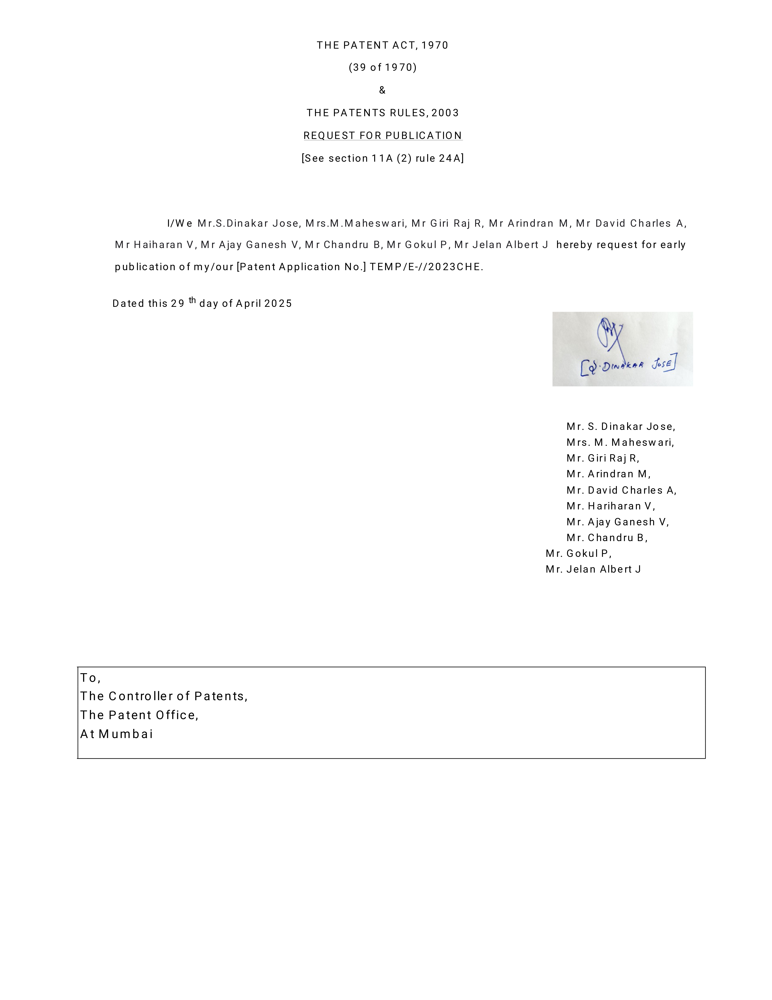 THE PATENT ACT, 1970
(39 of 1970)
&
THE PATENTS RULES, 2003
REQUEST FOR PUBLICATION
[See section 11A (2) rule 24A]
I/We Mr.S.Dinakar Jose, Mrs.M.Maheswari, Mr Giri Raj R, Mr Arindran M, Mr David Charles A,
Mr Haiharan V, Mr Ajay Ganesh V, Mr Chandru B, Mr Gokul P, Mr Jelan Albert J hereby request for early
publication of my/our [Patent Application No.] TEMP/E-//2023CHE.
Dated this 29 th day of April 2025
[S. DINAKAR JOSE]
Mr. S. Dinakar Jose,
Mrs. M. Maheswari,
Mr. Giri Raj R,
Mr. Arindran M,
Mr. David Charles A,
Mr. Hariharan V,
Mr. Ajay Ganesh V,
Mr. Chandru B,
Mr. Gokul P,
Mr. Jelan Albert J
To,
The Controller of Patents,
The Patent Office,
At Mumbai